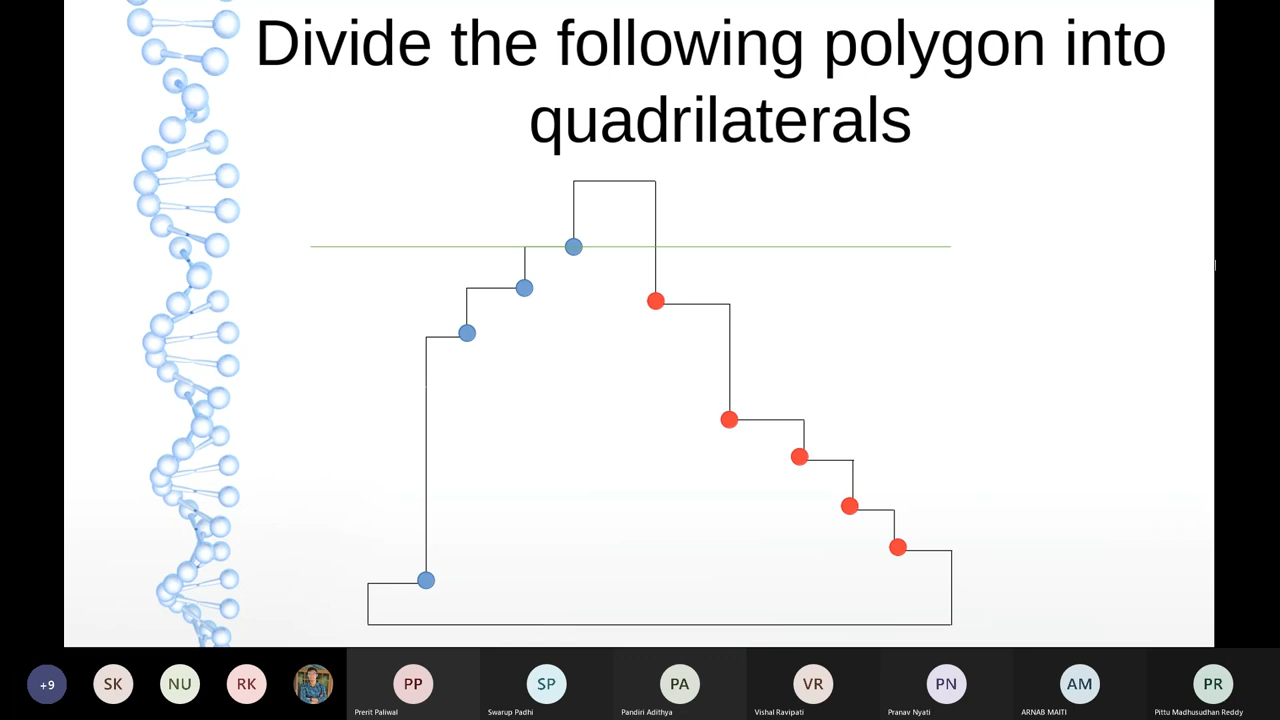 Divide the following polygon into
quadrilaterals
+9
SK
NU
RK
PP
SP
PA
VR
PN
AM
PR
Prerit Paliwal
Swarup Padhi
Pandiri Adithya
Vishal Ravipati
Pranav Nyati
ARNAB MAITI
Pittu Madhusudhan Reddy